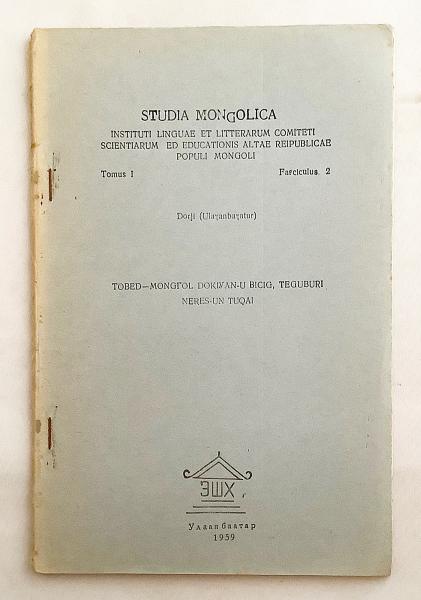 STUDIA MONGOLICA
INSTITUTI LINGUAE ET LITTERARUM COMITETI
SCIENTIARUM ED EDUCATIONIS ALTAE REIPUBLICAE
POPULI MONGOLI
Tomus I Farciculus. 2
Dorji (Ulaγanbaγatur)
TOBED—MONGΓOL DOKIYAN-U BICIG, TEGUBURI
NERES-UN TUQAI
ЭШХ
Улаанбаатар
1959